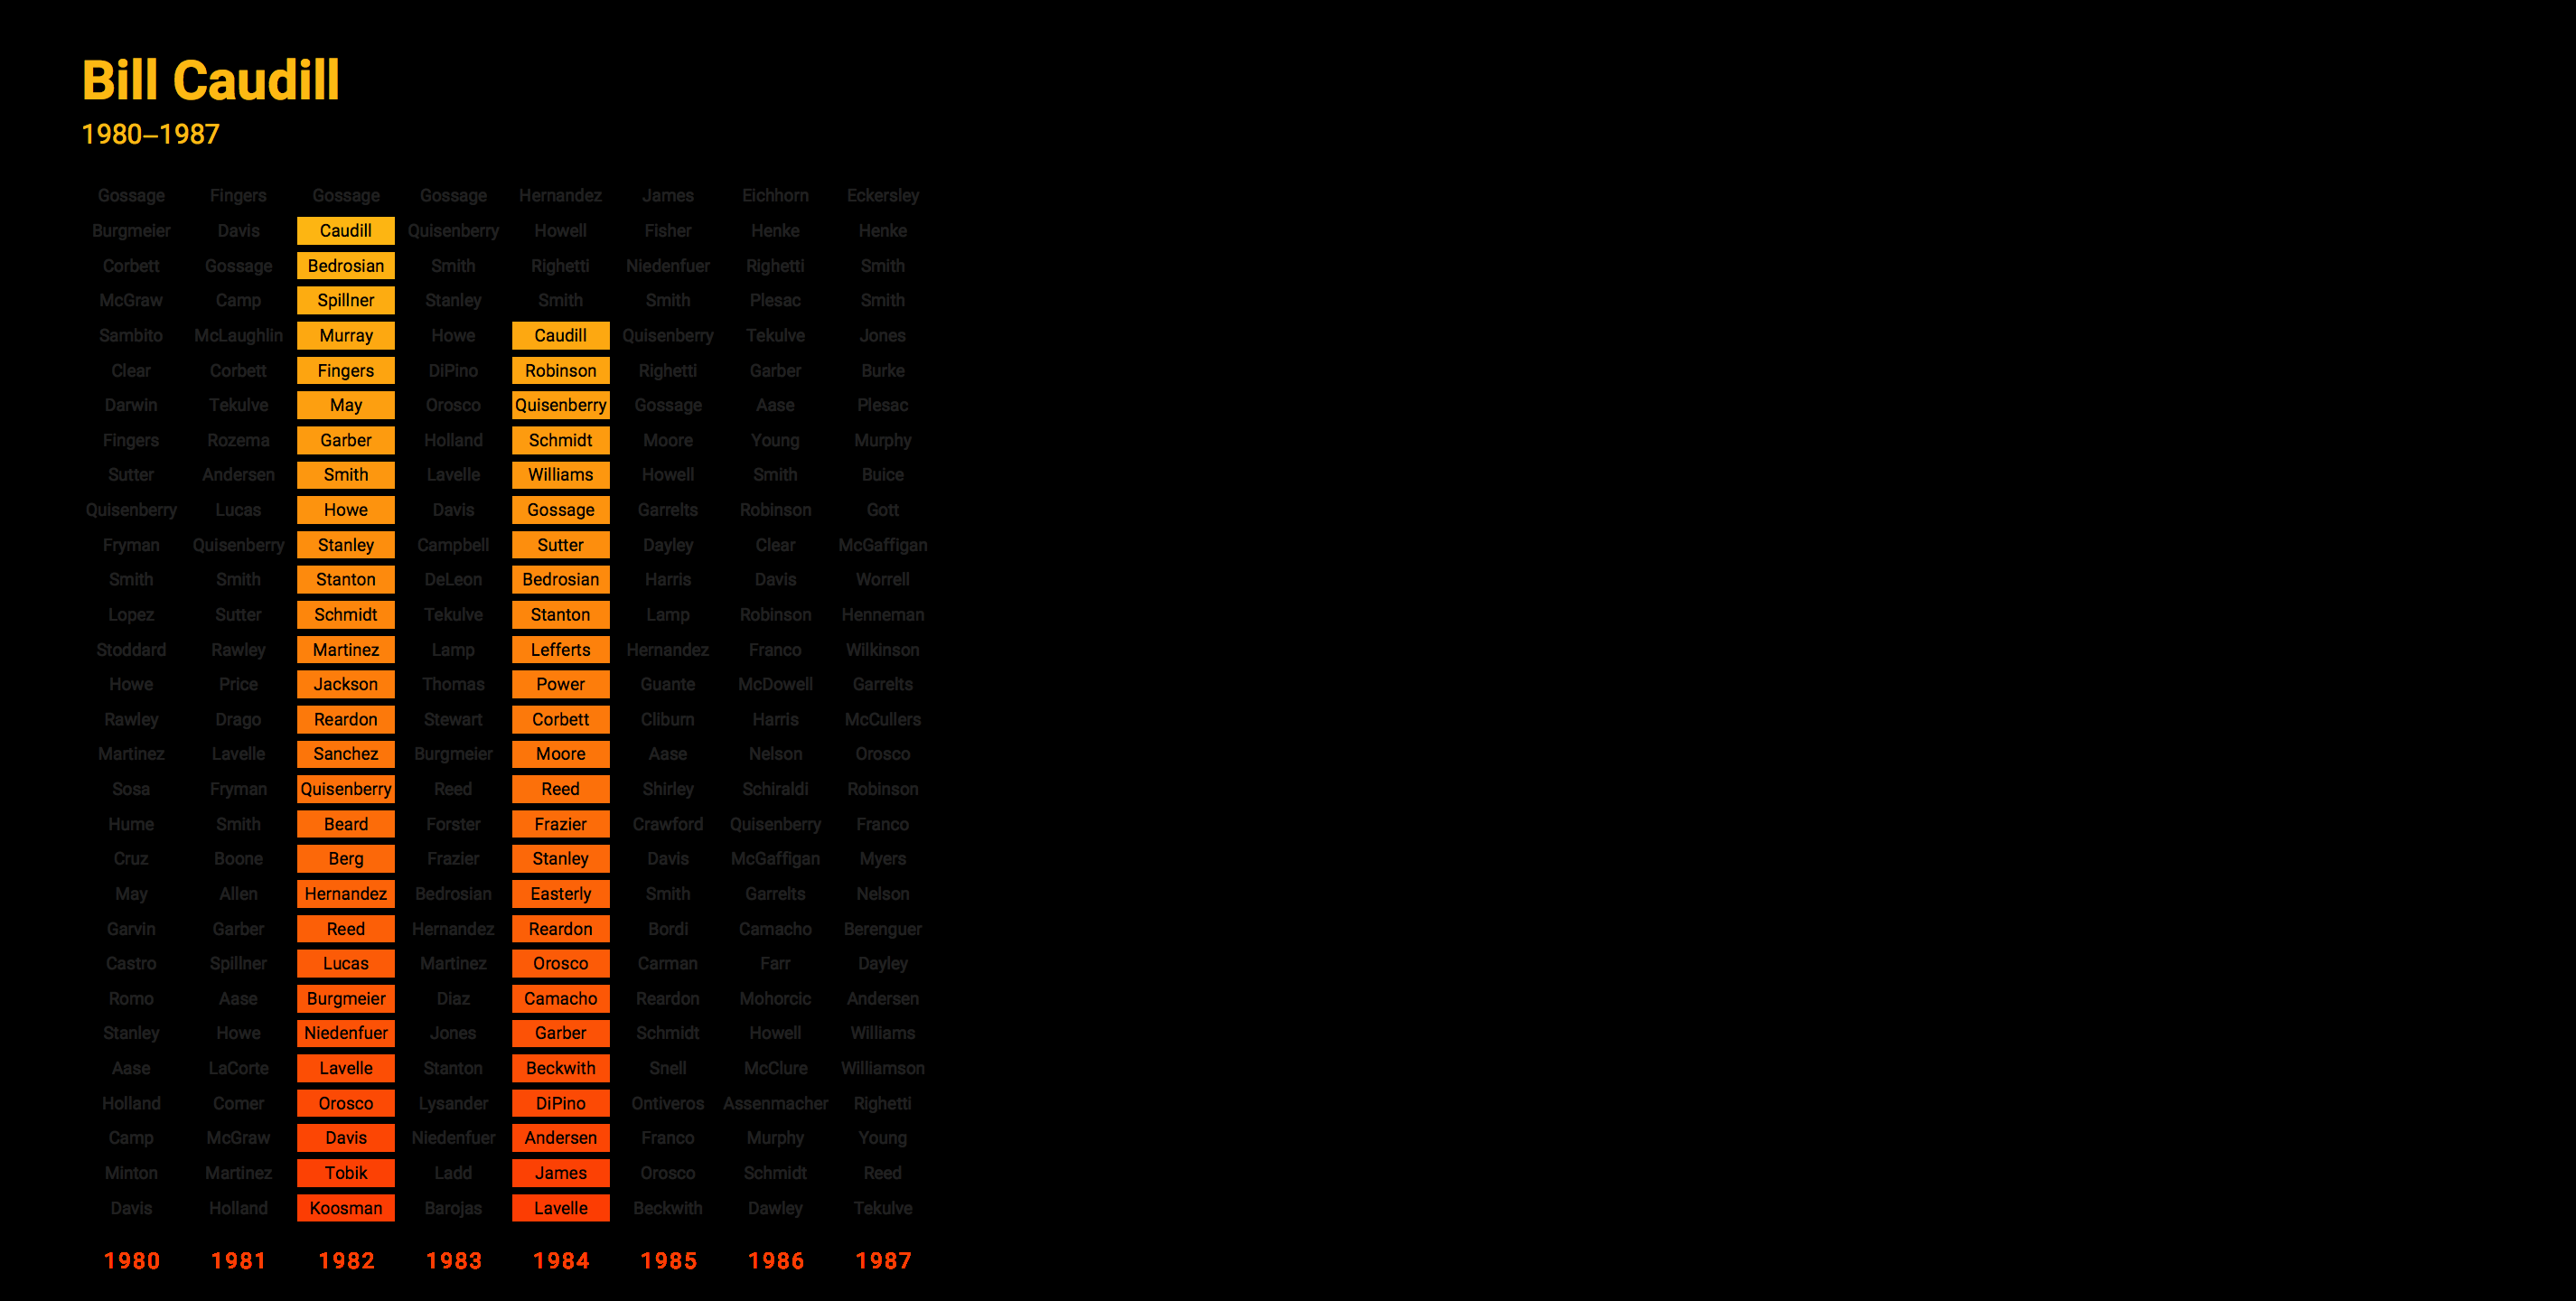 Bill Caudill
1980–1987
Gossage Fingers Gossage Gossage Hernandez James Eichhorn Eckersley
Burgmeier Davis Caudill Quisenberry Howell Fisher Henke Henke
Corbett Gossage Bedrosian Smith Righetti Niedenfuer Righetti Smith
McGraw Camp Spillner Stanley Smith Smith Plesac Smith
Sambito McLaughlin Murray Howe Caudill Quisenberry Tekulve Jones
Clear Corbett Fingers DiPino Robinson Righetti Garber Burke
Darwin Tekulve May Orosco Quisenberry Gossage Aase Plesac
Fingers Rozema Garber Holland Schmidt Moore Young Murphy
Sutter Andersen Smith Lavelle Williams Howell Smith Buice
Quisenberry Lucas Howe Davis Gossage Garrelts Robinson Gott
Fryman Quisenberry Stanley Campbell Sutter Dayley Clear McGaffigan
Smith Smith Stanton DeLeon Bedrosian Harris Davis Worrell
Lopez Sutter Schmidt Tekulve Stanton Lamp Robinson Henneman
Stoddard Rawley Martinez Lamp Lefferts Hernandez Franco Wilkinson
Howe Price Jackson Thomas Power Guante McDowell Garrelts
Rawley Drago Reardon Stewart Corbett Cliburn Harris McCullers
Martinez Lavelle Sanchez Burgmeier Moore Aase Nelson Orosco
Sosa Fryman Quisenberry Reed Reed Shirley Schiraldi Robinson
Hume Smith Beard Forster Frazier Crawford Quisenberry Franco
Cruz Boone Berg Frazier Stanley Davis McGaffigan Myers
May Allen Hernandez Bedrosian Easterly Smith Garrelts Nelson
Garvin Garber Reed Hernandez Reardon Bordi Camacho Berenguer
Castro Spillner Lucas Martinez Orosco Carman Farr Dayley
Romo Aase Burgmeier Diaz Camacho Reardon Mohorcic Andersen
Stanley Howe Niedenfuer Jones Garber Schmidt Howell Williams
Aase LaCorte Lavelle Stanton Beckwith Snell McClure Williamson
Holland Comer Orosco Lysander DiPino Ontiveros Assenmacher Righetti
Camp McGraw Davis Niedenfuer Andersen Franco Murphy Young
Minton Martinez Tobik Ladd James Orosco Schmidt Reed
Davis Holland Koosman Barojas Lavelle Beckwith Dawley Tekulve
1980 1981 1982 1983 1984 1985 1986 1987